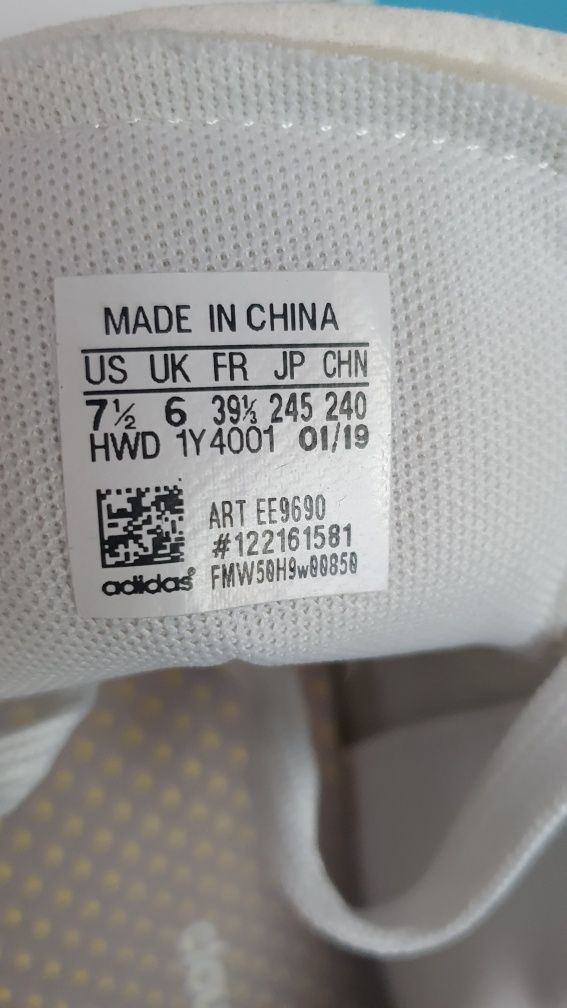 MADE IN CHINA
US UK FR JP CHN
7½ 6 39⅓ 245 240
HWD 1Y4001 01/19
ART EE9690
#122161581
adidas® FMW50H9w00850